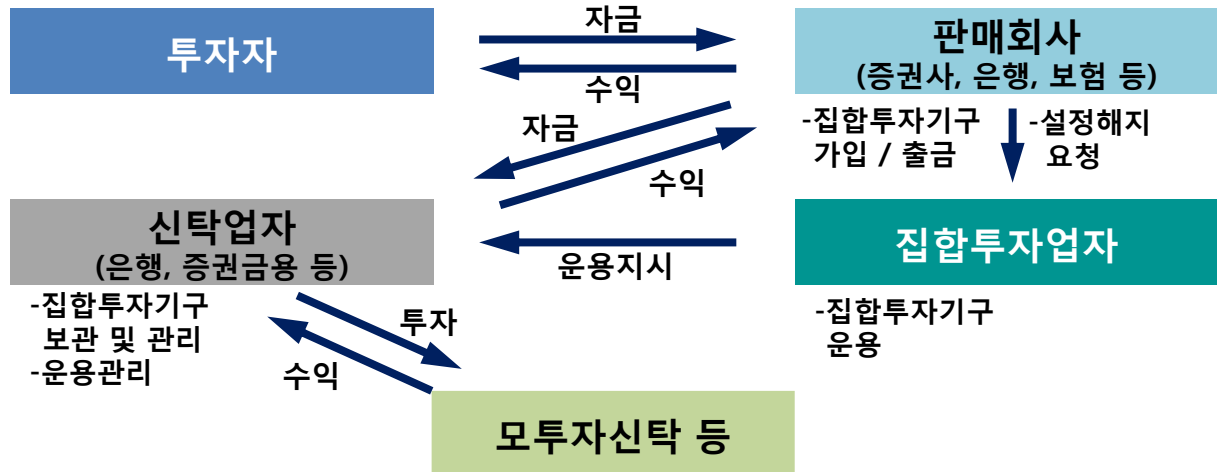 투자자
자금
수익
판매회사
(증권사, 은행, 보험 등)
-집합투자기구
가입 / 출금
-설정해지
요청
자금
수익
신탁업자
(은행, 증권금용 등)
-집합투자기구
보관 및 관리
-운용관리
운용지시
집합투자업자
-집합투자기구
운용
투자
수익
모투자신탁 등